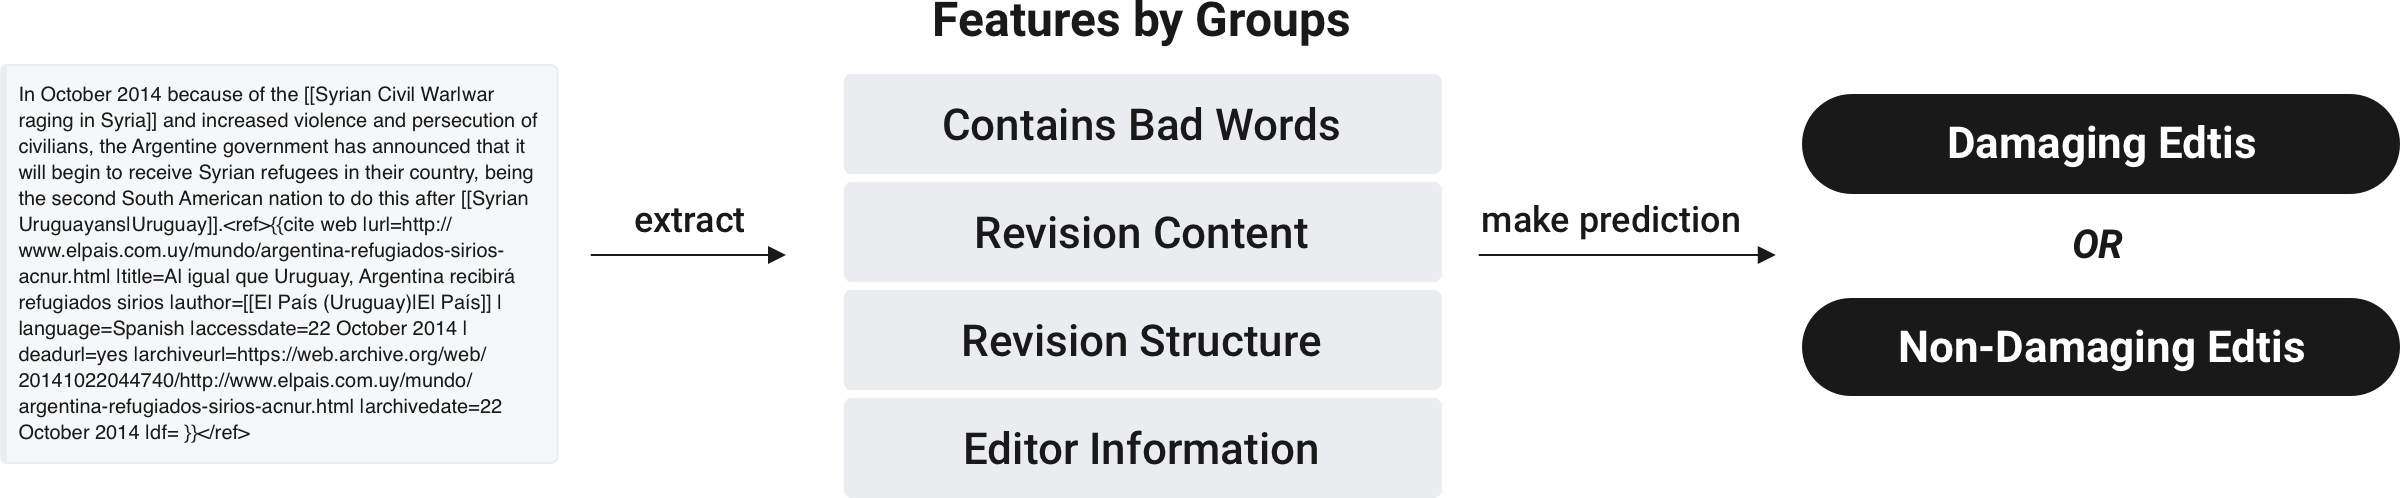 Features by Groups
In October 2014 because of the [[Syrian Civil War|war
raging in Syria]] and increased violence and persecution of
civilians, the Argentine government has announced that it
will begin to receive Syrian refugees in their country, being
the second South American nation to do this after [[Syrian
Uruguayans|Uruguay]].<ref>{{cite web |url=http://
www.elpais.com.uy/mundo/argentina-refugiados-sirios-
acnur.html |title=Al igual que Uruguay, Argentina recibirá
refugiados sirios |author=[[El País (Uruguay)|El País]] |
language=Spanish |accessdate=22 October 2014 |
deadurl=yes |archiveurl=https://web.archive.org/web/
20141022044740/http://www.elpais.com.uy/mundo/
argentina-refugiados-sirios-acnur.html |archivedate=22
October 2014 |df= }}</ref>
extract
Contains Bad Words
Revision Content
Revision Structure
Editor Information
make prediction
Damaging Edtis
OR
Non-Damaging Edtis